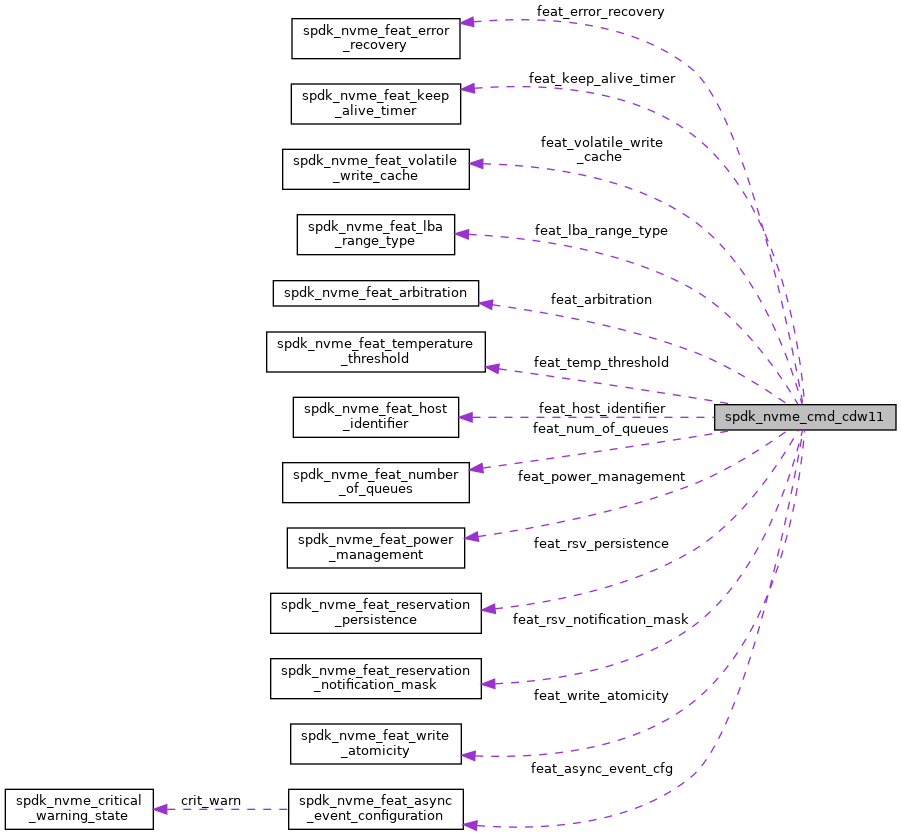 feat_error_recovery
spdk_nvme_feat_error
_recovery
feat_keep_alive_timer
spdk_nvme_feat_keep
_alive_timer
feat_volatile_write
_cache
spdk_nvme_feat_volatile
_write_cache
feat_lba_range_type
spdk_nvme_feat_lba
_range_type
feat_arbitration
spdk_nvme_feat_arbitration
feat_temp_threshold
spdk_nvme_feat_temperature
_threshold
feat_host_identifier
spdk_nvme_feat_host
_identifier
spdk_nvme_cmd_cdw11
feat_num_of_queues
spdk_nvme_feat_number
_of_queues
feat_power_management
spdk_nvme_feat_power
_management
feat_rsv_persistence
spdk_nvme_feat_reservation
_persistence
feat_rsv_notification_mask
spdk_nvme_feat_reservation
_notification_mask
feat_write_atomicity
spdk_nvme_feat_write
_atomicity
feat_async_event_cfg
spdk_nvme_critical
_warning_state
crit_warn
spdk_nvme_feat_async
_event_configuration